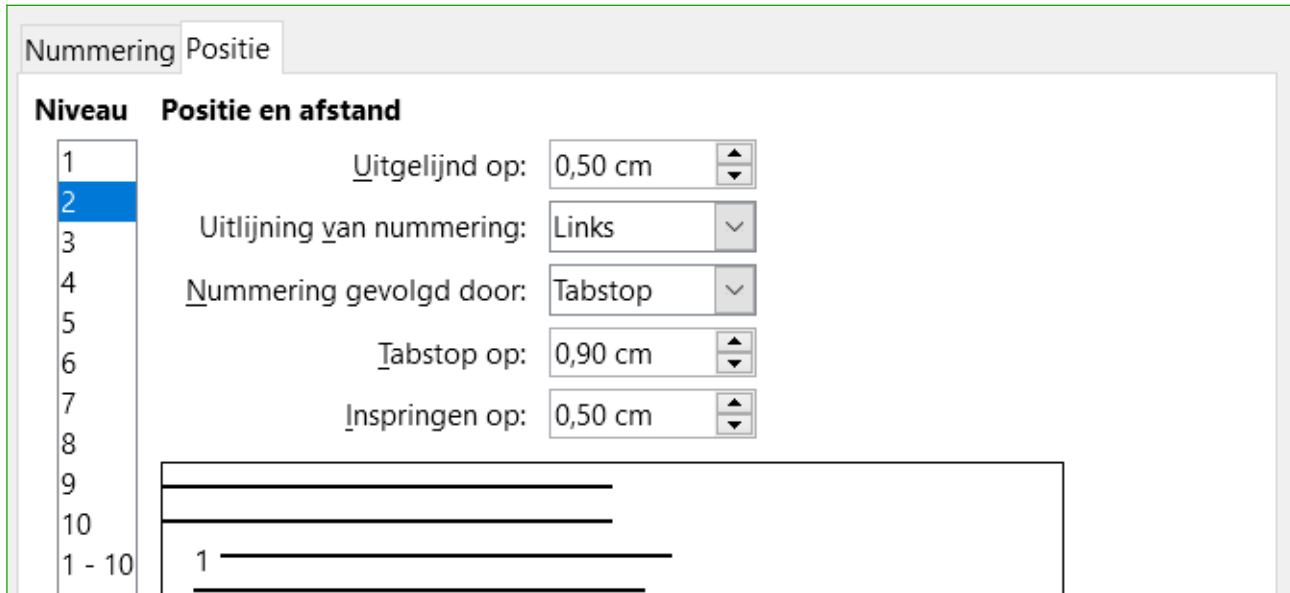 Nummering Positie
Niveau Positie en afstand
1
Uitgelijnd op: 0,50 cm
2
Uitlijning van nummering: Links
3
4
Nummering gevolgd door: Tabstop
5
Tabstop op: 0,90 cm
6
7
Inspringen op: 0,50 cm
8
9
10
1 - 10
1